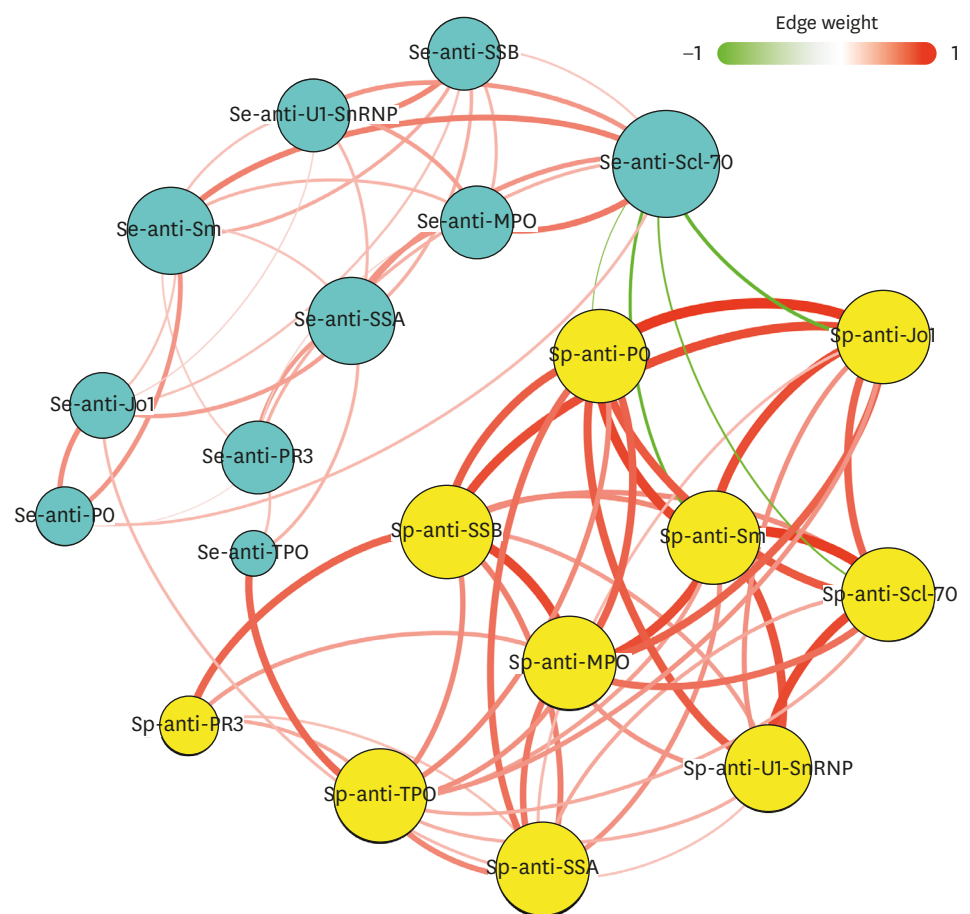 Edge weight
−1
1
Se-anti-SSB
Se-anti-U1-SnRNP
Se-anti-Scl-70
Se-anti-Sm
Se-anti-MPO
Se-anti-SSA
Sp-anti-Jo1
Sp-anti-P0
Se-anti-Jo1
Se-anti-PR3
Se-anti-P0
Sp-anti-SSB
Sp-anti-Sm
Se-anti-TPO
Sp-anti-Scl-70
Sp-anti-MPO
Sp-anti-PR3
Sp-anti-U1-SnRNP
Sp-anti-TPO
Sp-anti-SSA